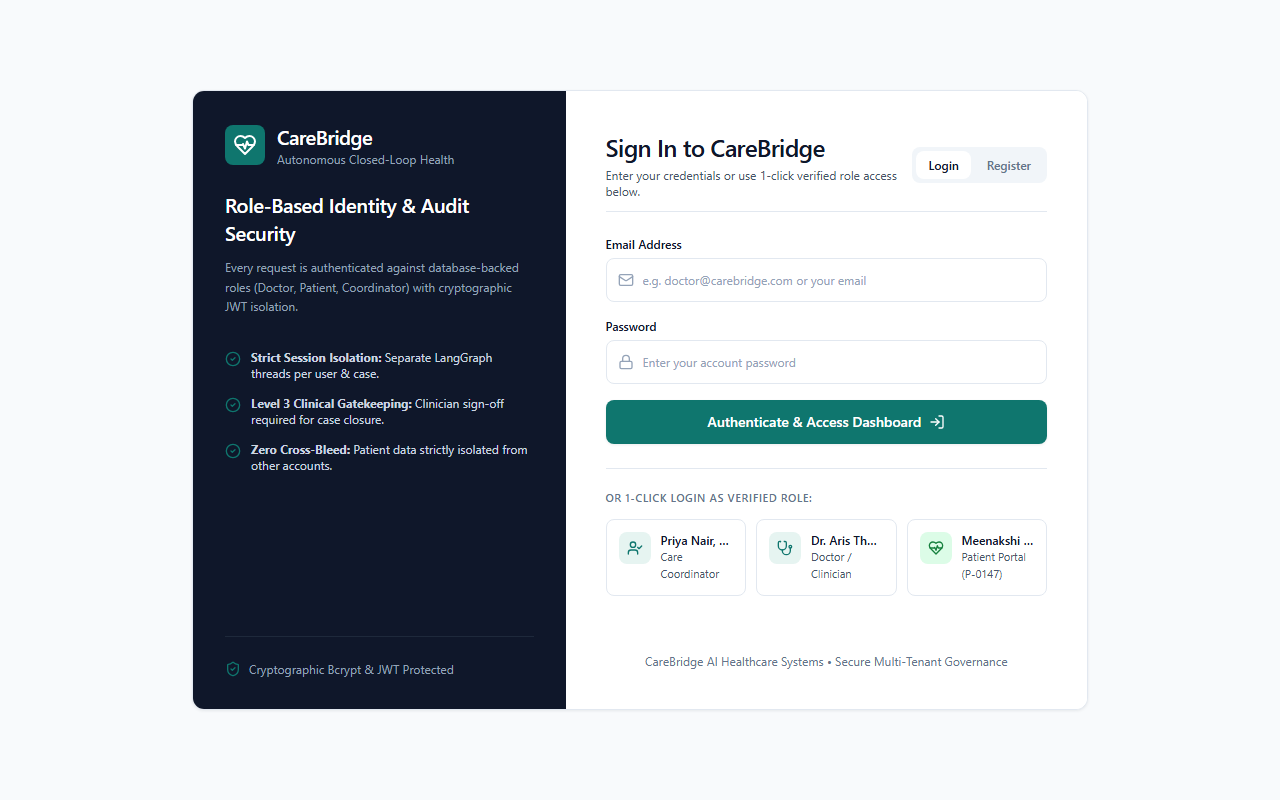 CareBridge
Autonomous Closed-Loop Health
Role-Based Identity & Audit
Security
Every request is authenticated against database-backed
roles (Doctor, Patient, Coordinator) with cryptographic
JWT isolation.
Strict Session Isolation: Separate LangGraph
threads per user & case.
Level 3 Clinical Gatekeeping: Clinician sign-off
required for case closure.
Zero Cross-Bleed: Patient data strictly isolated from
other accounts.
Cryptographic Bcrypt & JWT Protected
Sign In to CareBridge
Enter your credentials or use 1-click verified role access
below.
Login
Register
Email Address
e.g. doctor@carebridge.com or your email
Password
Enter your account password
Authenticate & Access Dashboard
OR 1-CLICK LOGIN AS VERIFIED ROLE:
Priya Nair, ...
Care
Coordinator
Dr. Aris Th...
Doctor /
Clinician
Meenakshi ...
Patient Portal
(P-0147)
CareBridge AI Healthcare Systems • Secure Multi-Tenant Governance